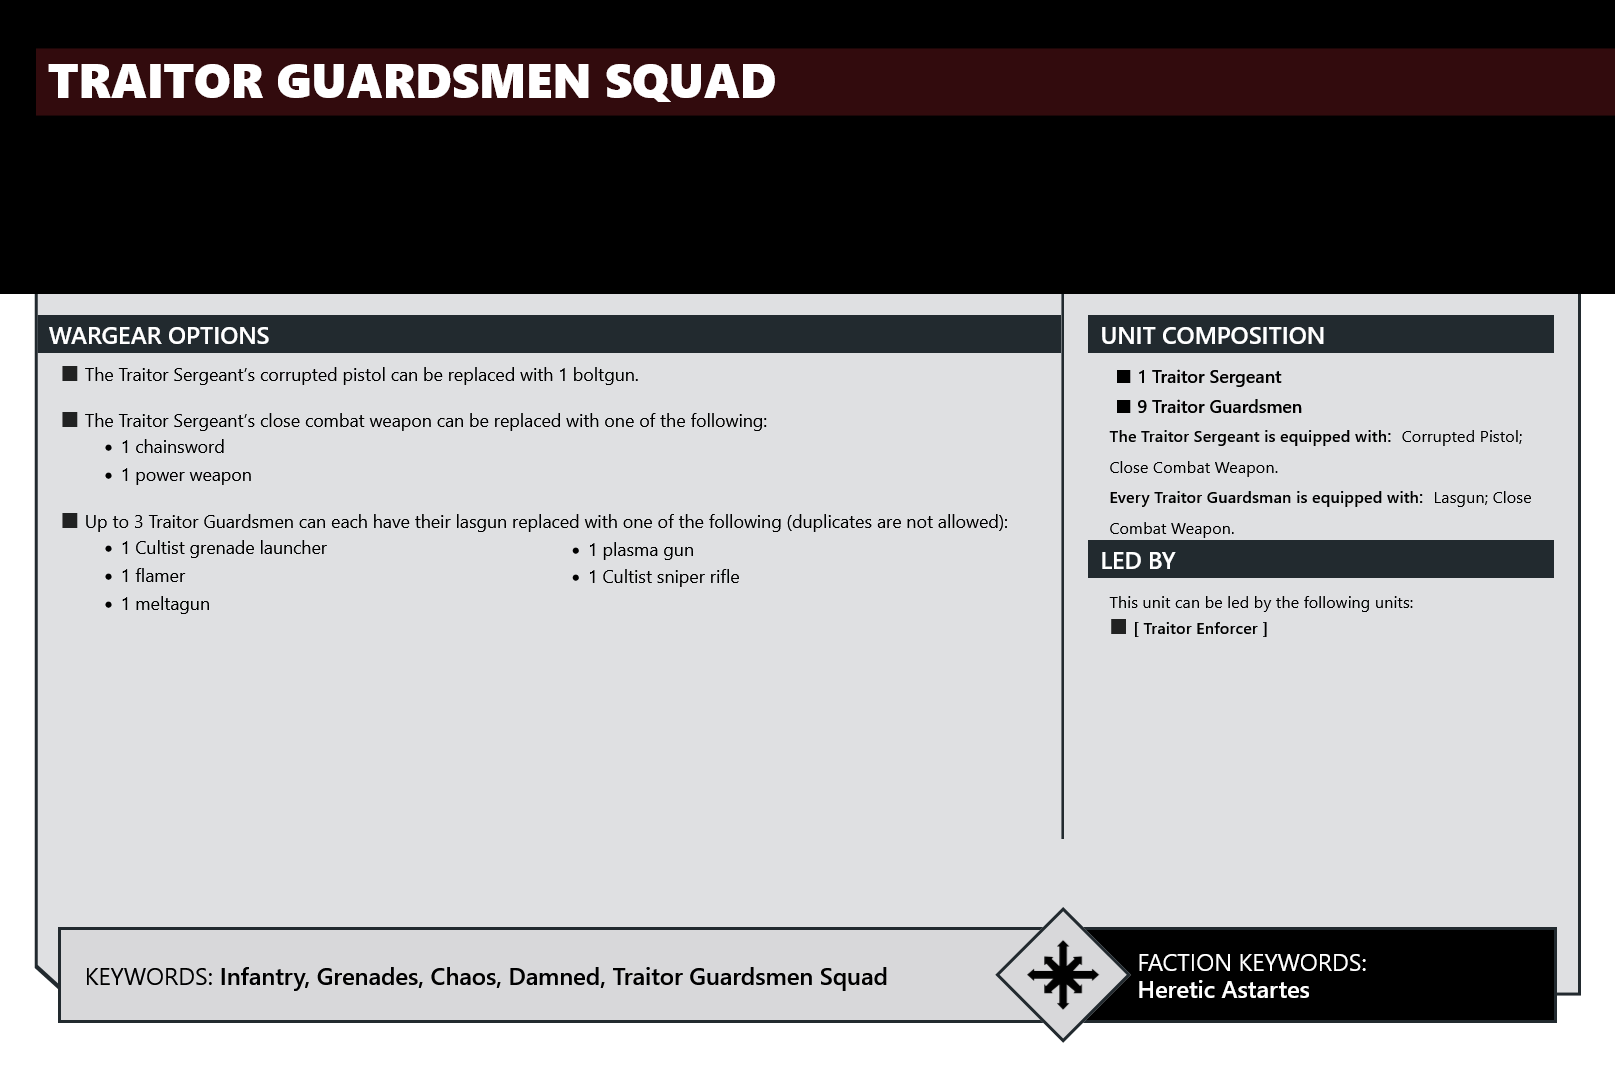 TRAITOR GUARDSMEN SQUAD
WARGEAR OPTIONS
■ The Traitor Sergeant’s corrupted pistol can be replaced with 1 boltgun.
■ The Traitor Sergeant’s close combat weapon can be replaced with one of the following:
• 1 chainsword
• 1 power weapon
■ Up to 3 Traitor Guardsmen can each have their lasgun replaced with one of the following (duplicates are not allowed):
• 1 Cultist grenade launcher
• 1 flamer
• 1 meltagun
• 1 plasma gun
• 1 Cultist sniper rifle
UNIT COMPOSITION
■ 1 Traitor Sergeant
■ 9 Traitor Guardsmen
The Traitor Sergeant is equipped with: Corrupted Pistol;
Close Combat Weapon.
Every Traitor Guardsman is equipped with: Lasgun; Close
Combat Weapon.
LED BY
This unit can be led by the following units:
■ [ Traitor Enforcer ]
KEYWORDS: Infantry, Grenades, Chaos, Damned, Traitor Guardsmen Squad
FACTION KEYWORDS:
Heretic Astartes